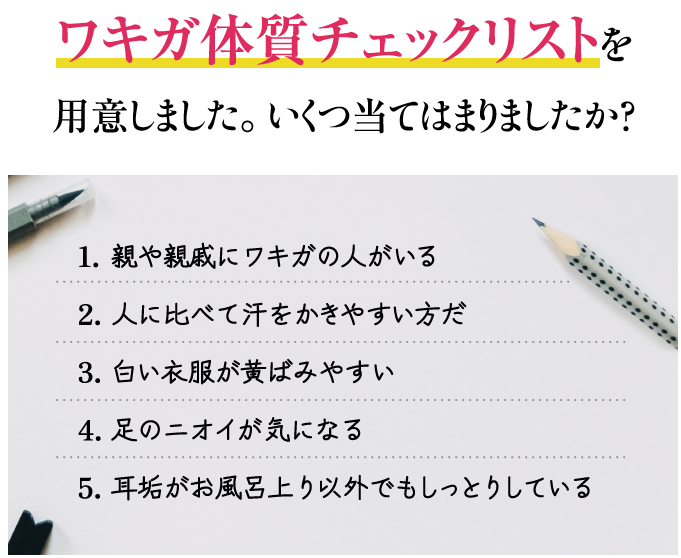 ワキガ体質チェックリストを
用意しました。いくつ当てはまりましたか?
1. 親や親戚にワキガの人がいる
2. 人に比べて汗をかきやすい方だ
3. 白い衣服が黄ばみやすい
4. 足のニオイが気になる
5. 耳垢がお風呂上り以外でもしっとりしている